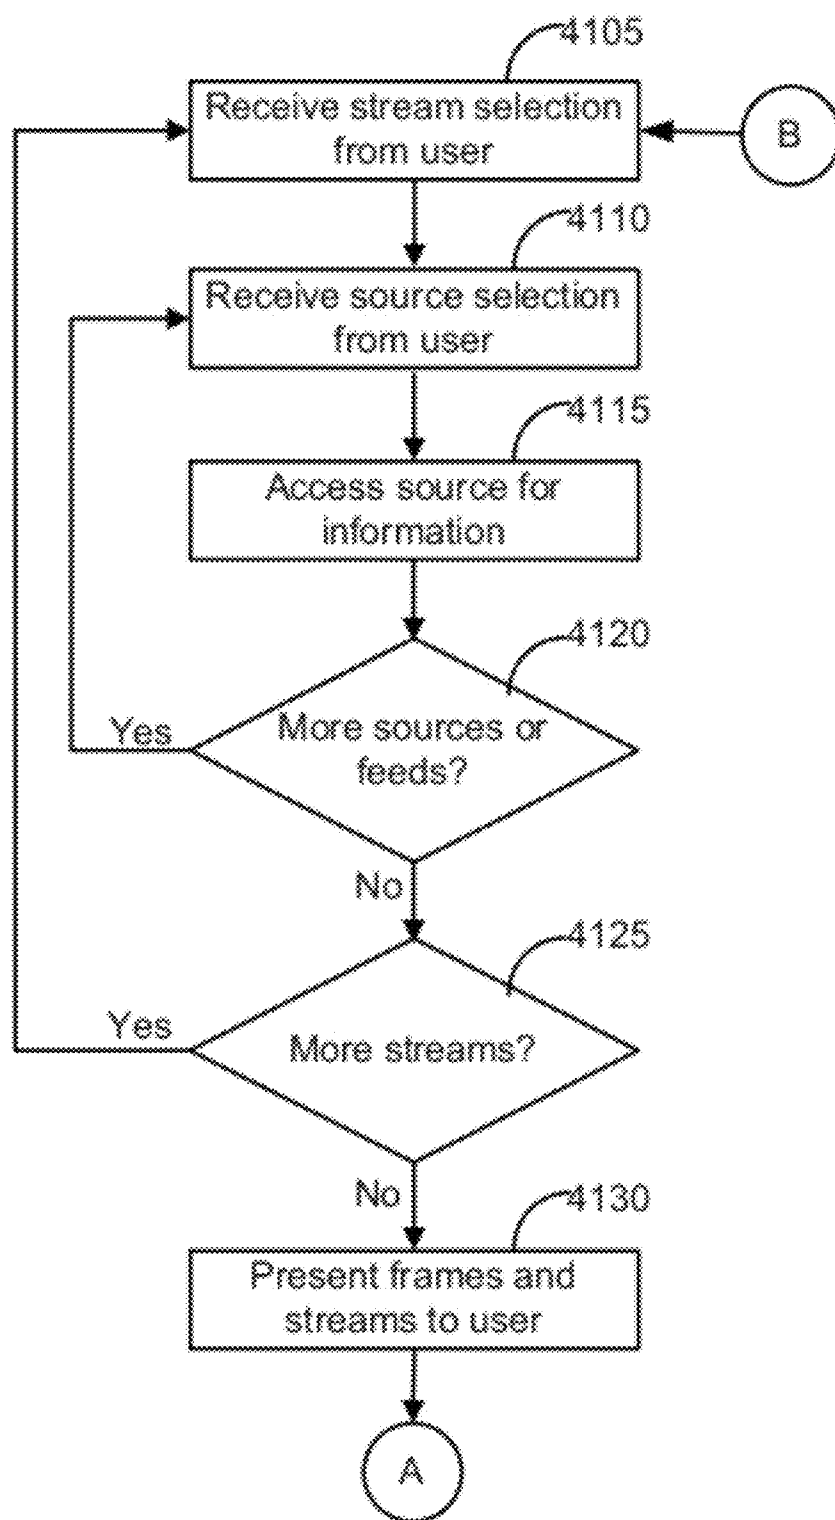 4105
Receive stream selection
from user
B
4110
Receive source selection
from user
4115
Access source for
information
4120
More sources or
feeds?
Yes
No
4125
More streams?
Yes
No
4130
Present frames and
streams to user
A